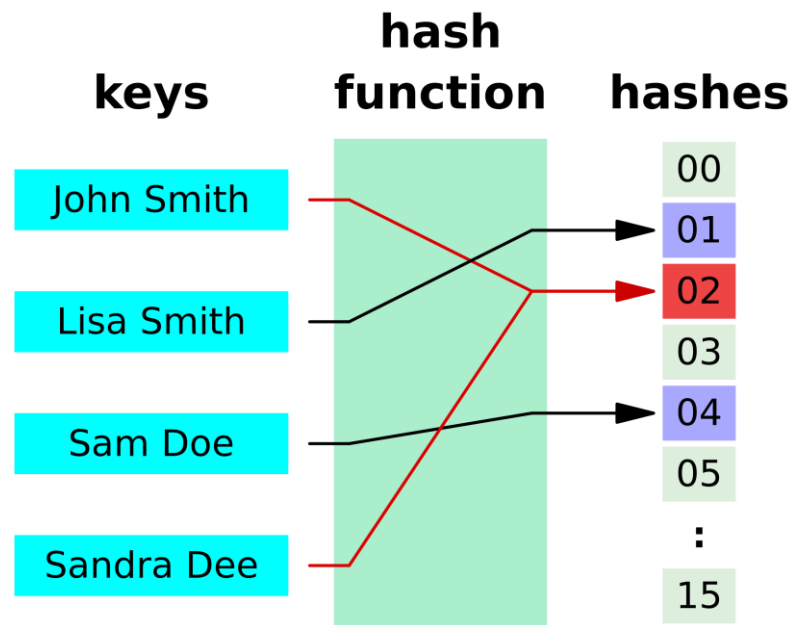 keys
hash
function
hashes
John Smith
Lisa Smith
Sam Doe
Sandra Dee
00
01
02
03
04
05
:
15